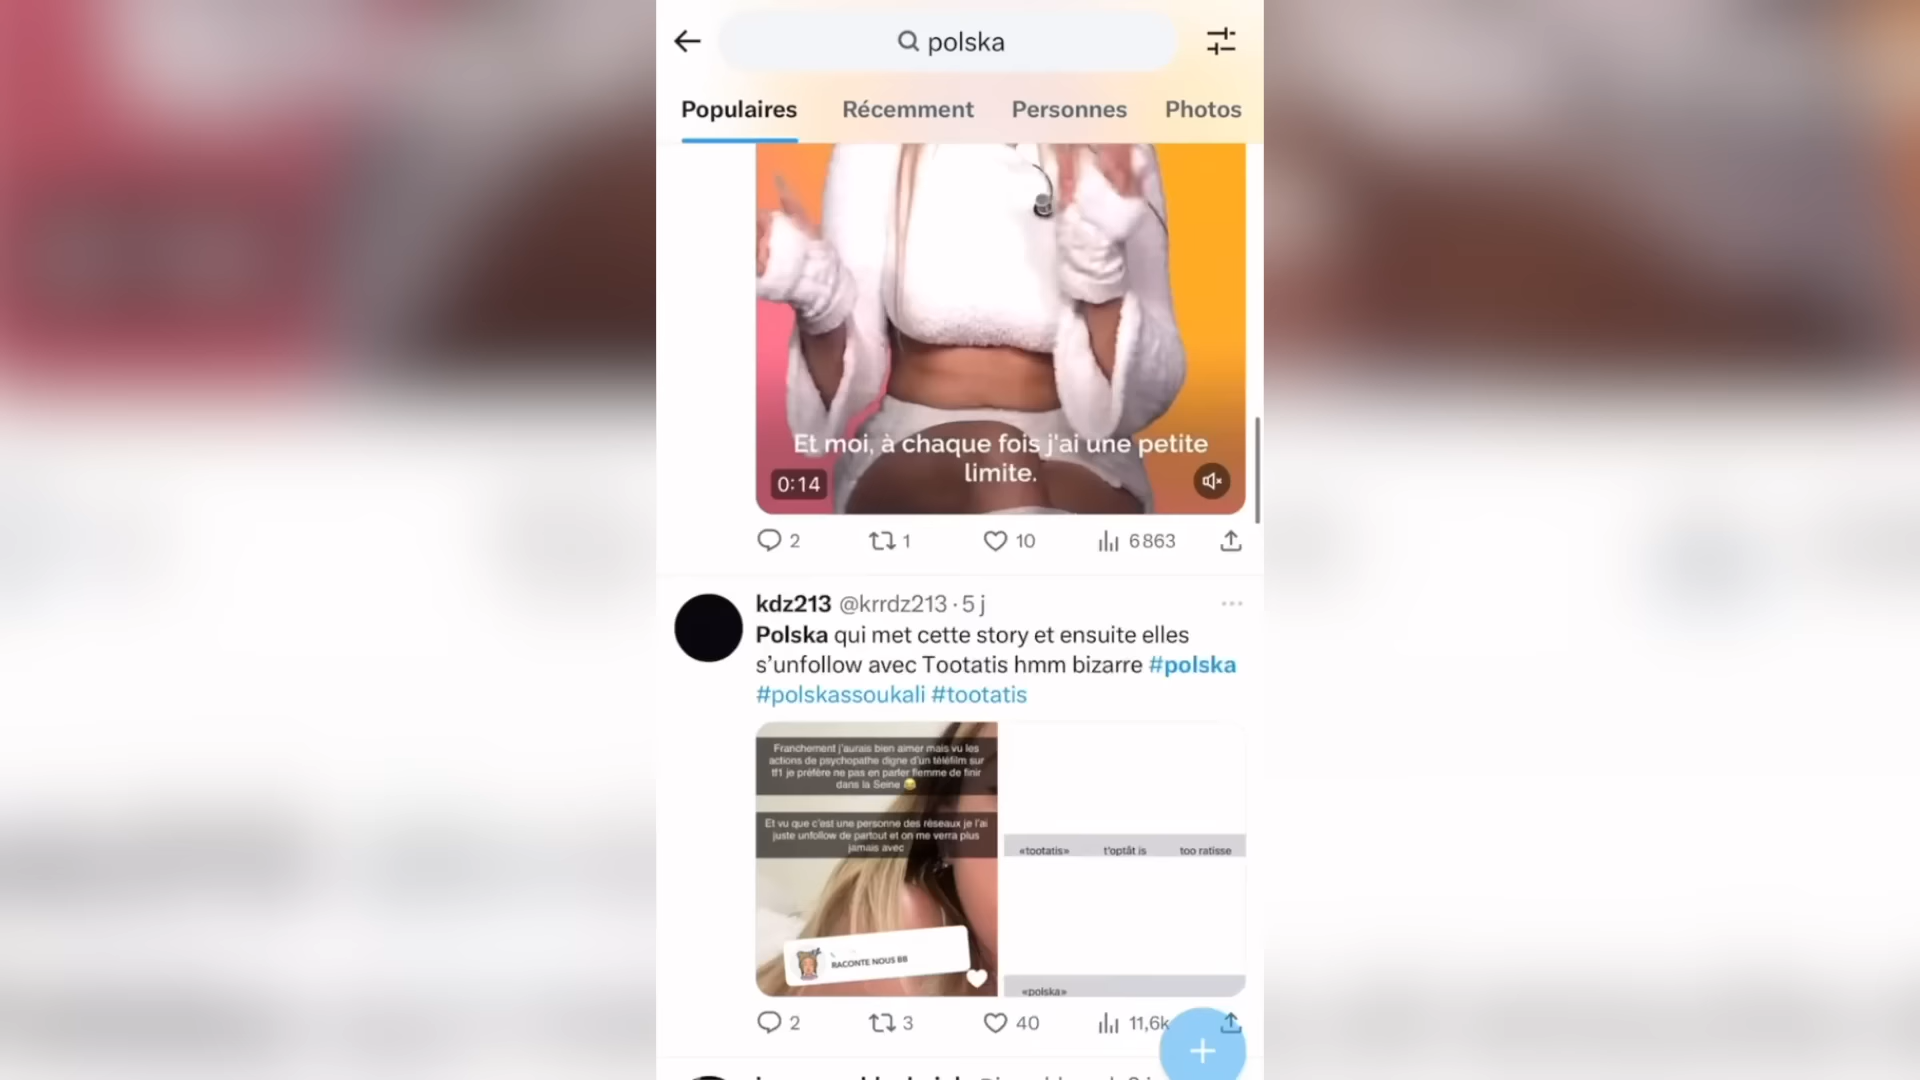 polska
Populaires
Récemment
Personnes
Photos
Et moi, à chaque fois j'ai une petite
limite.
0:14
2
1
10
6 863
kdz213 @krrdz213 · 5 j
Polska qui met cette story et ensuite elles
s'unfollow avec Tootatis hmm bizarre #polska
#polskassoukali #tootatis
Franchement j'aurais bien aimer mais vu les
actions de psychopathe digne d'un téléfilm sur
tf1 je préfère ne pas en parler flemme de finir
dans la Seine 😂
Et vu que c'est une personne des réseaux je l'ai
juste unfollow de partout et on me verra plus
jamais avec
RACONTE NOUS BB
«tootatis» t'optât is too ratisse
«polska»
2
3
40
11,6k